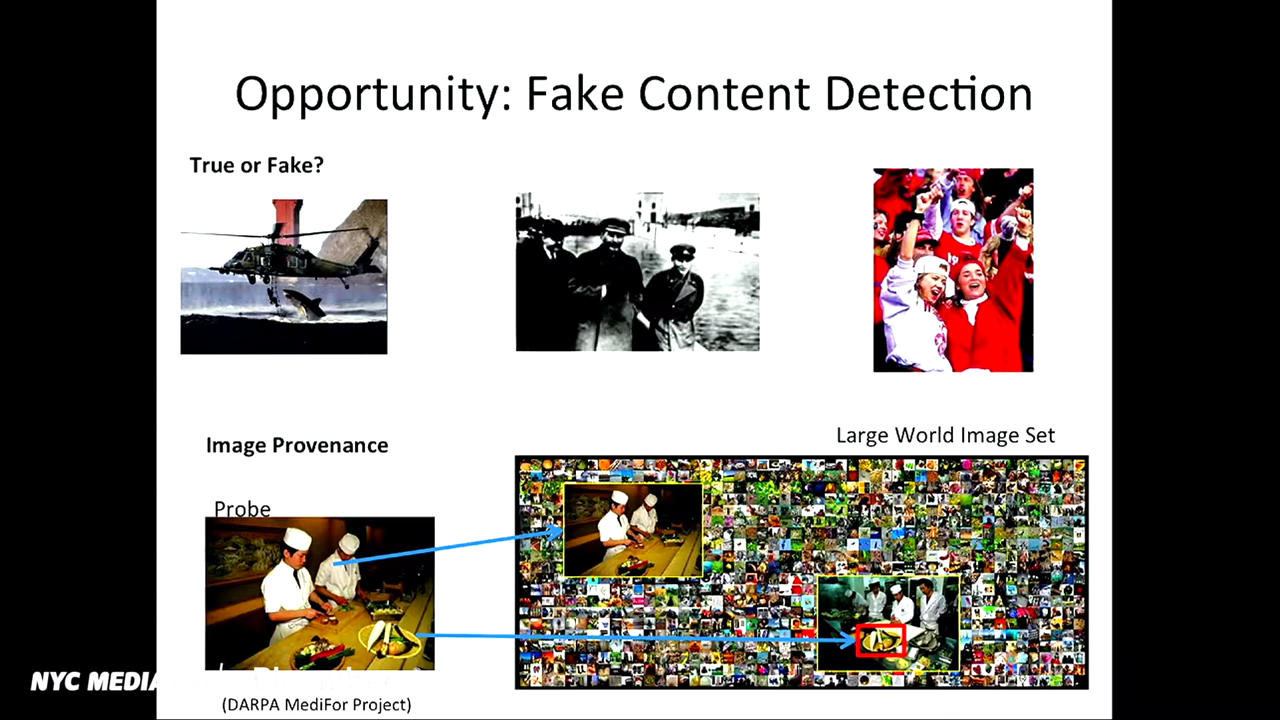 Opportunity: Fake Content Detection
True or Fake?
Large World Image Set
Image Provenance
Probe
NYC MEDIA
(DARPA MediFor Project)